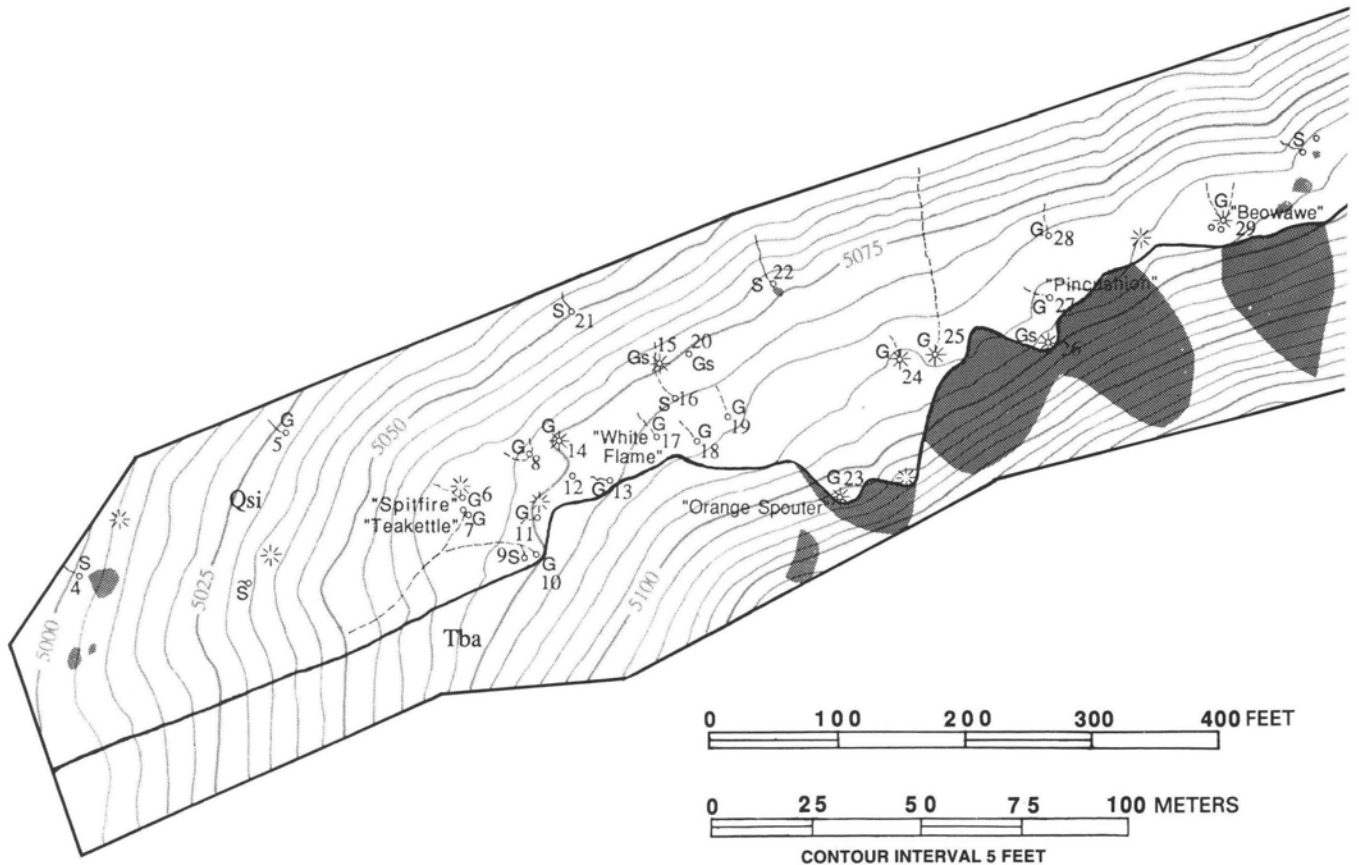 S
"Beowawe"
G
29
28
G
5075
22
S
"Pincushion"
27
G
21
S
15
20
Gs
Gs
G
25
Gs
26
G
24
16
S
G
19
G
5
5050
G
14
"White
Flame"
G
17
G
18
G
8
Qsi
12
G
13
G
23
"Orange Spouter"
"Spitfire"
G
6
"Teakettle"
G
7
G
11
9
S
G
10
S
4
5025
S
5100
5000
Tba
0 100 200 300 400 FEET
0 25 50 75 100 METERS
CONTOUR INTERVAL 5 FEET